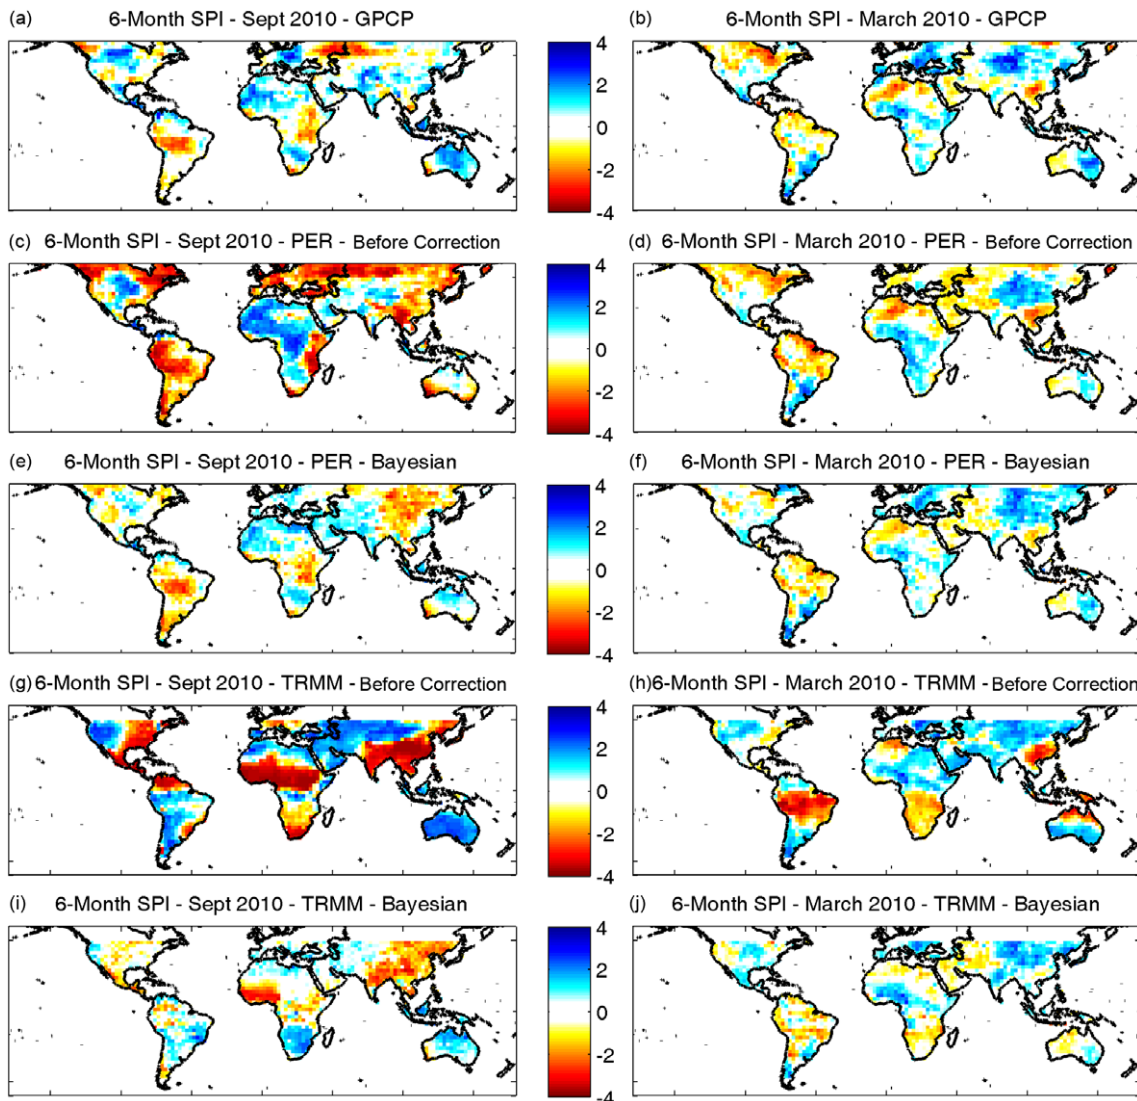 (a) 6-Month SPI - Sept 2010 - GPCP
(b) 6-Month SPI - March 2010 - GPCP
4
2
0
-2
-4
(c) 6-Month SPI - Sept 2010 - PER - Before Correction
(d) 6-Month SPI - March 2010 - PER - Before Correction
4
2
0
-2
-4
(e) 6-Month SPI - Sept 2010 - PER - Bayesian
(f) 6-Month SPI - March 2010 - PER - Bayesian
4
2
0
-2
-4
(g) 6-Month SPI - Sept 2010 - TRMM - Before Correction
(h) 6-Month SPI - March 2010 - TRMM - Before Correction
4
2
0
-2
-4
(i) 6-Month SPI - Sept 2010 - TRMM - Bayesian
(j) 6-Month SPI - March 2010 - TRMM - Bayesian
4
2
0
-2
-4